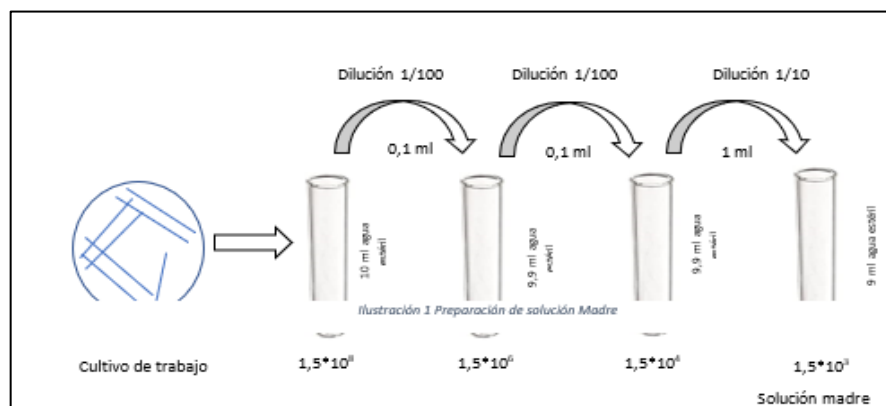 Dilución 1/100
Dilución 1/100
Dilución 1/10
0,1 ml
0,1 ml
1 ml
10 ml agua
estéril
9,9 ml agua
estéril
9,9 ml agua
estéril
9 ml agua estéril
Ilustración 1 Preparación de solución Madre
Cultivo de trabajo
1,5*10⁸
1,5*10⁶
1,5*10⁴
1,5*10³
Solución madre